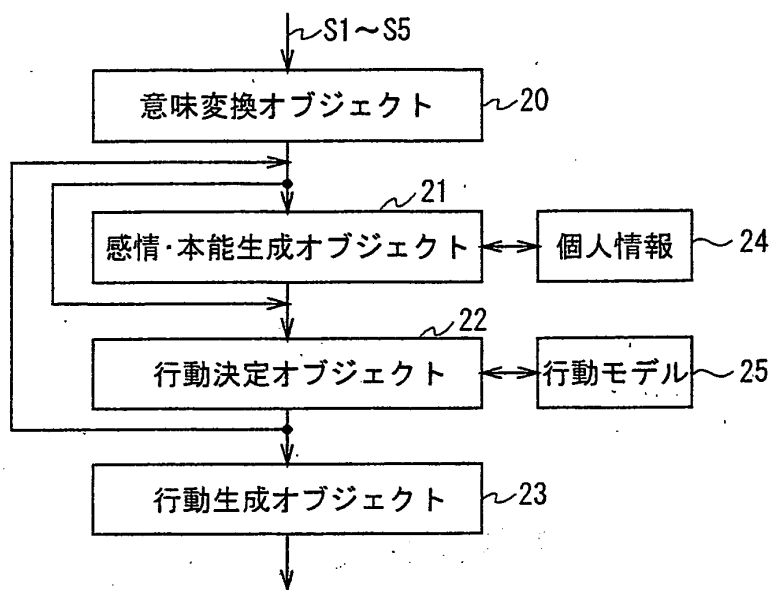 S1～S5
意味変換オブジェクト
20
21
感情・本能生成オブジェクト
個人情報
24
22
行動決定オブジェクト
行動モデル
25
行動生成オブジェクト
23